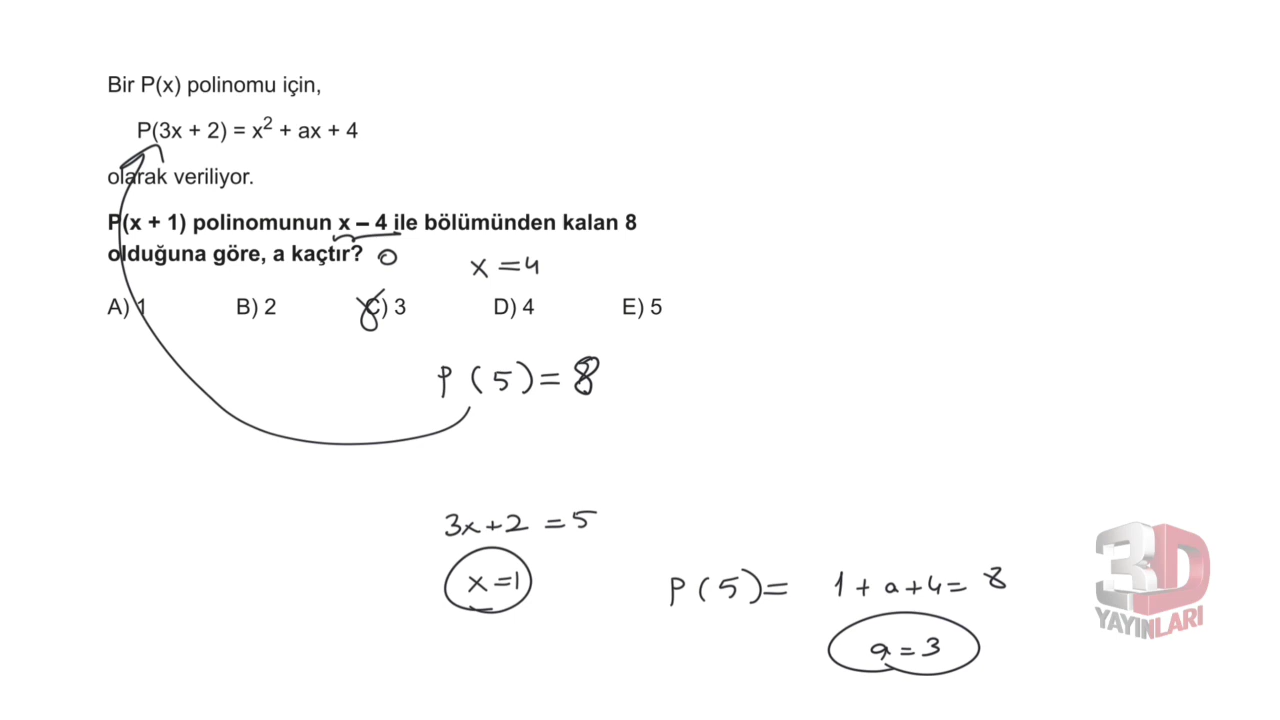 Bir P(x) polinomu için,
P(3x + 2) = x² + ax + 4
olarak veriliyor.
P(x + 1) polinomunun x – 4 ile bölümünden kalan 8
olduğuna göre, a kaçtır? 0
x = 4
A) 1 B) 2 C) 3 D) 4 E) 5
P(5) = 8
3x+2 = 5
x = 1
P(5) = 1 + a + 4 = 8
a = 3
3D
YAYINLARI